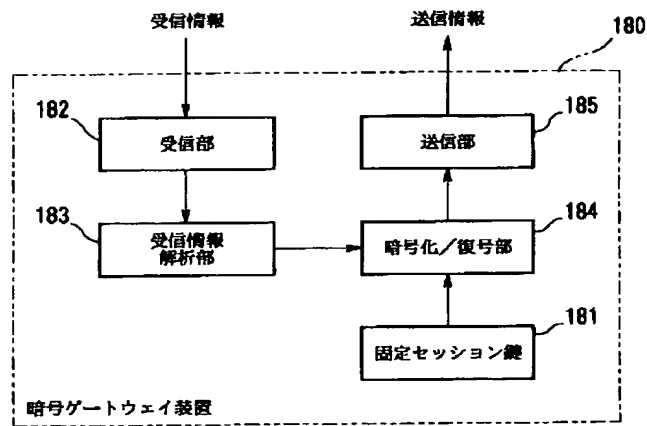 受信情報
送信情報
180
182
受信部
185
送信部
183
受信情報
解析部
184
暗号化／復号部
181
固定セッション鍵
暗号ゲートウェイ装置